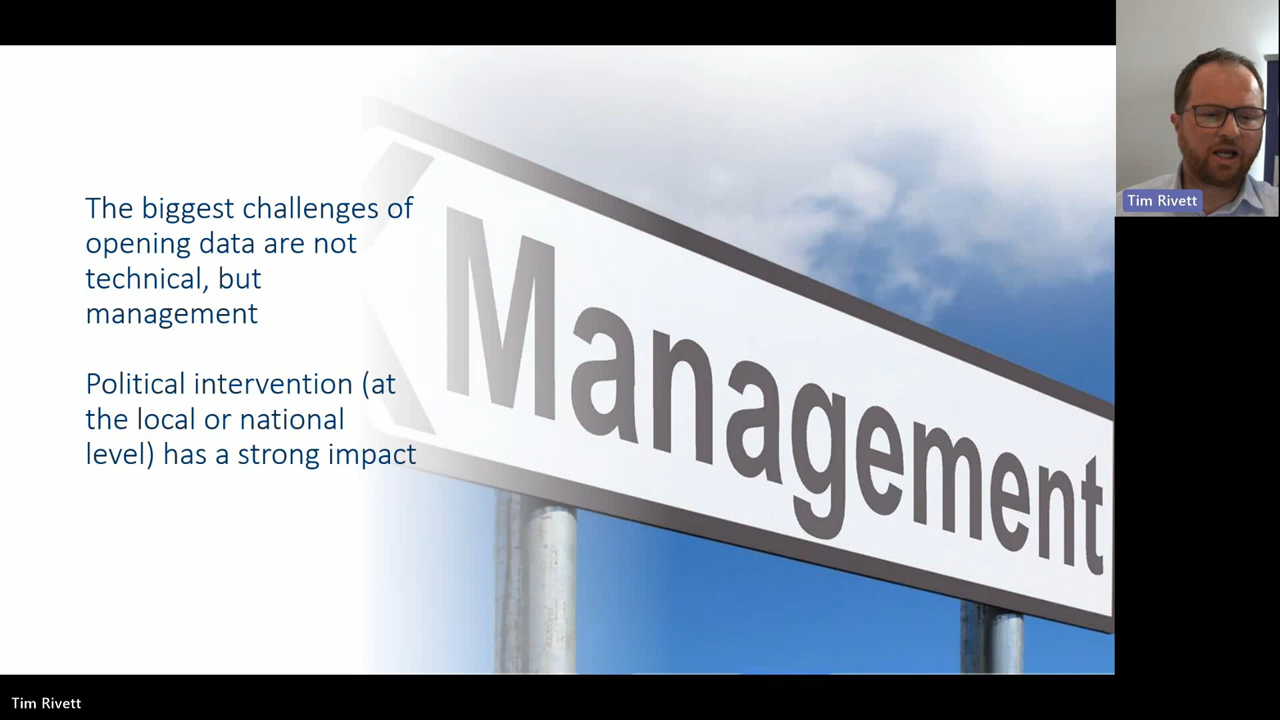 The biggest challenges of
opening data are not
technical, but
management
Political intervention (at
the local or national
level) has a strong impact
Management
Tim Rivett
Tim Rivett